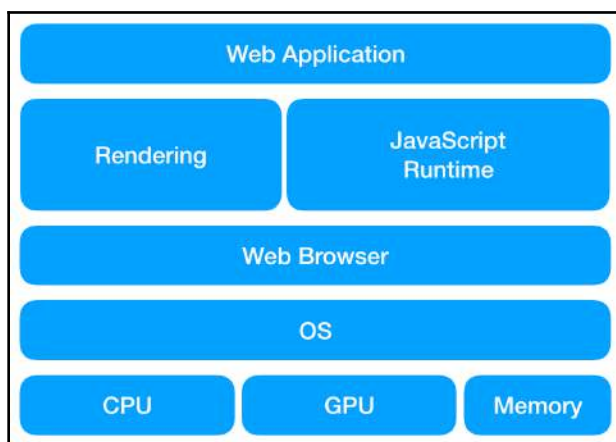 Web Application
Rendering
JavaScript
Runtime
Web Browser
OS
CPU
GPU
Memory